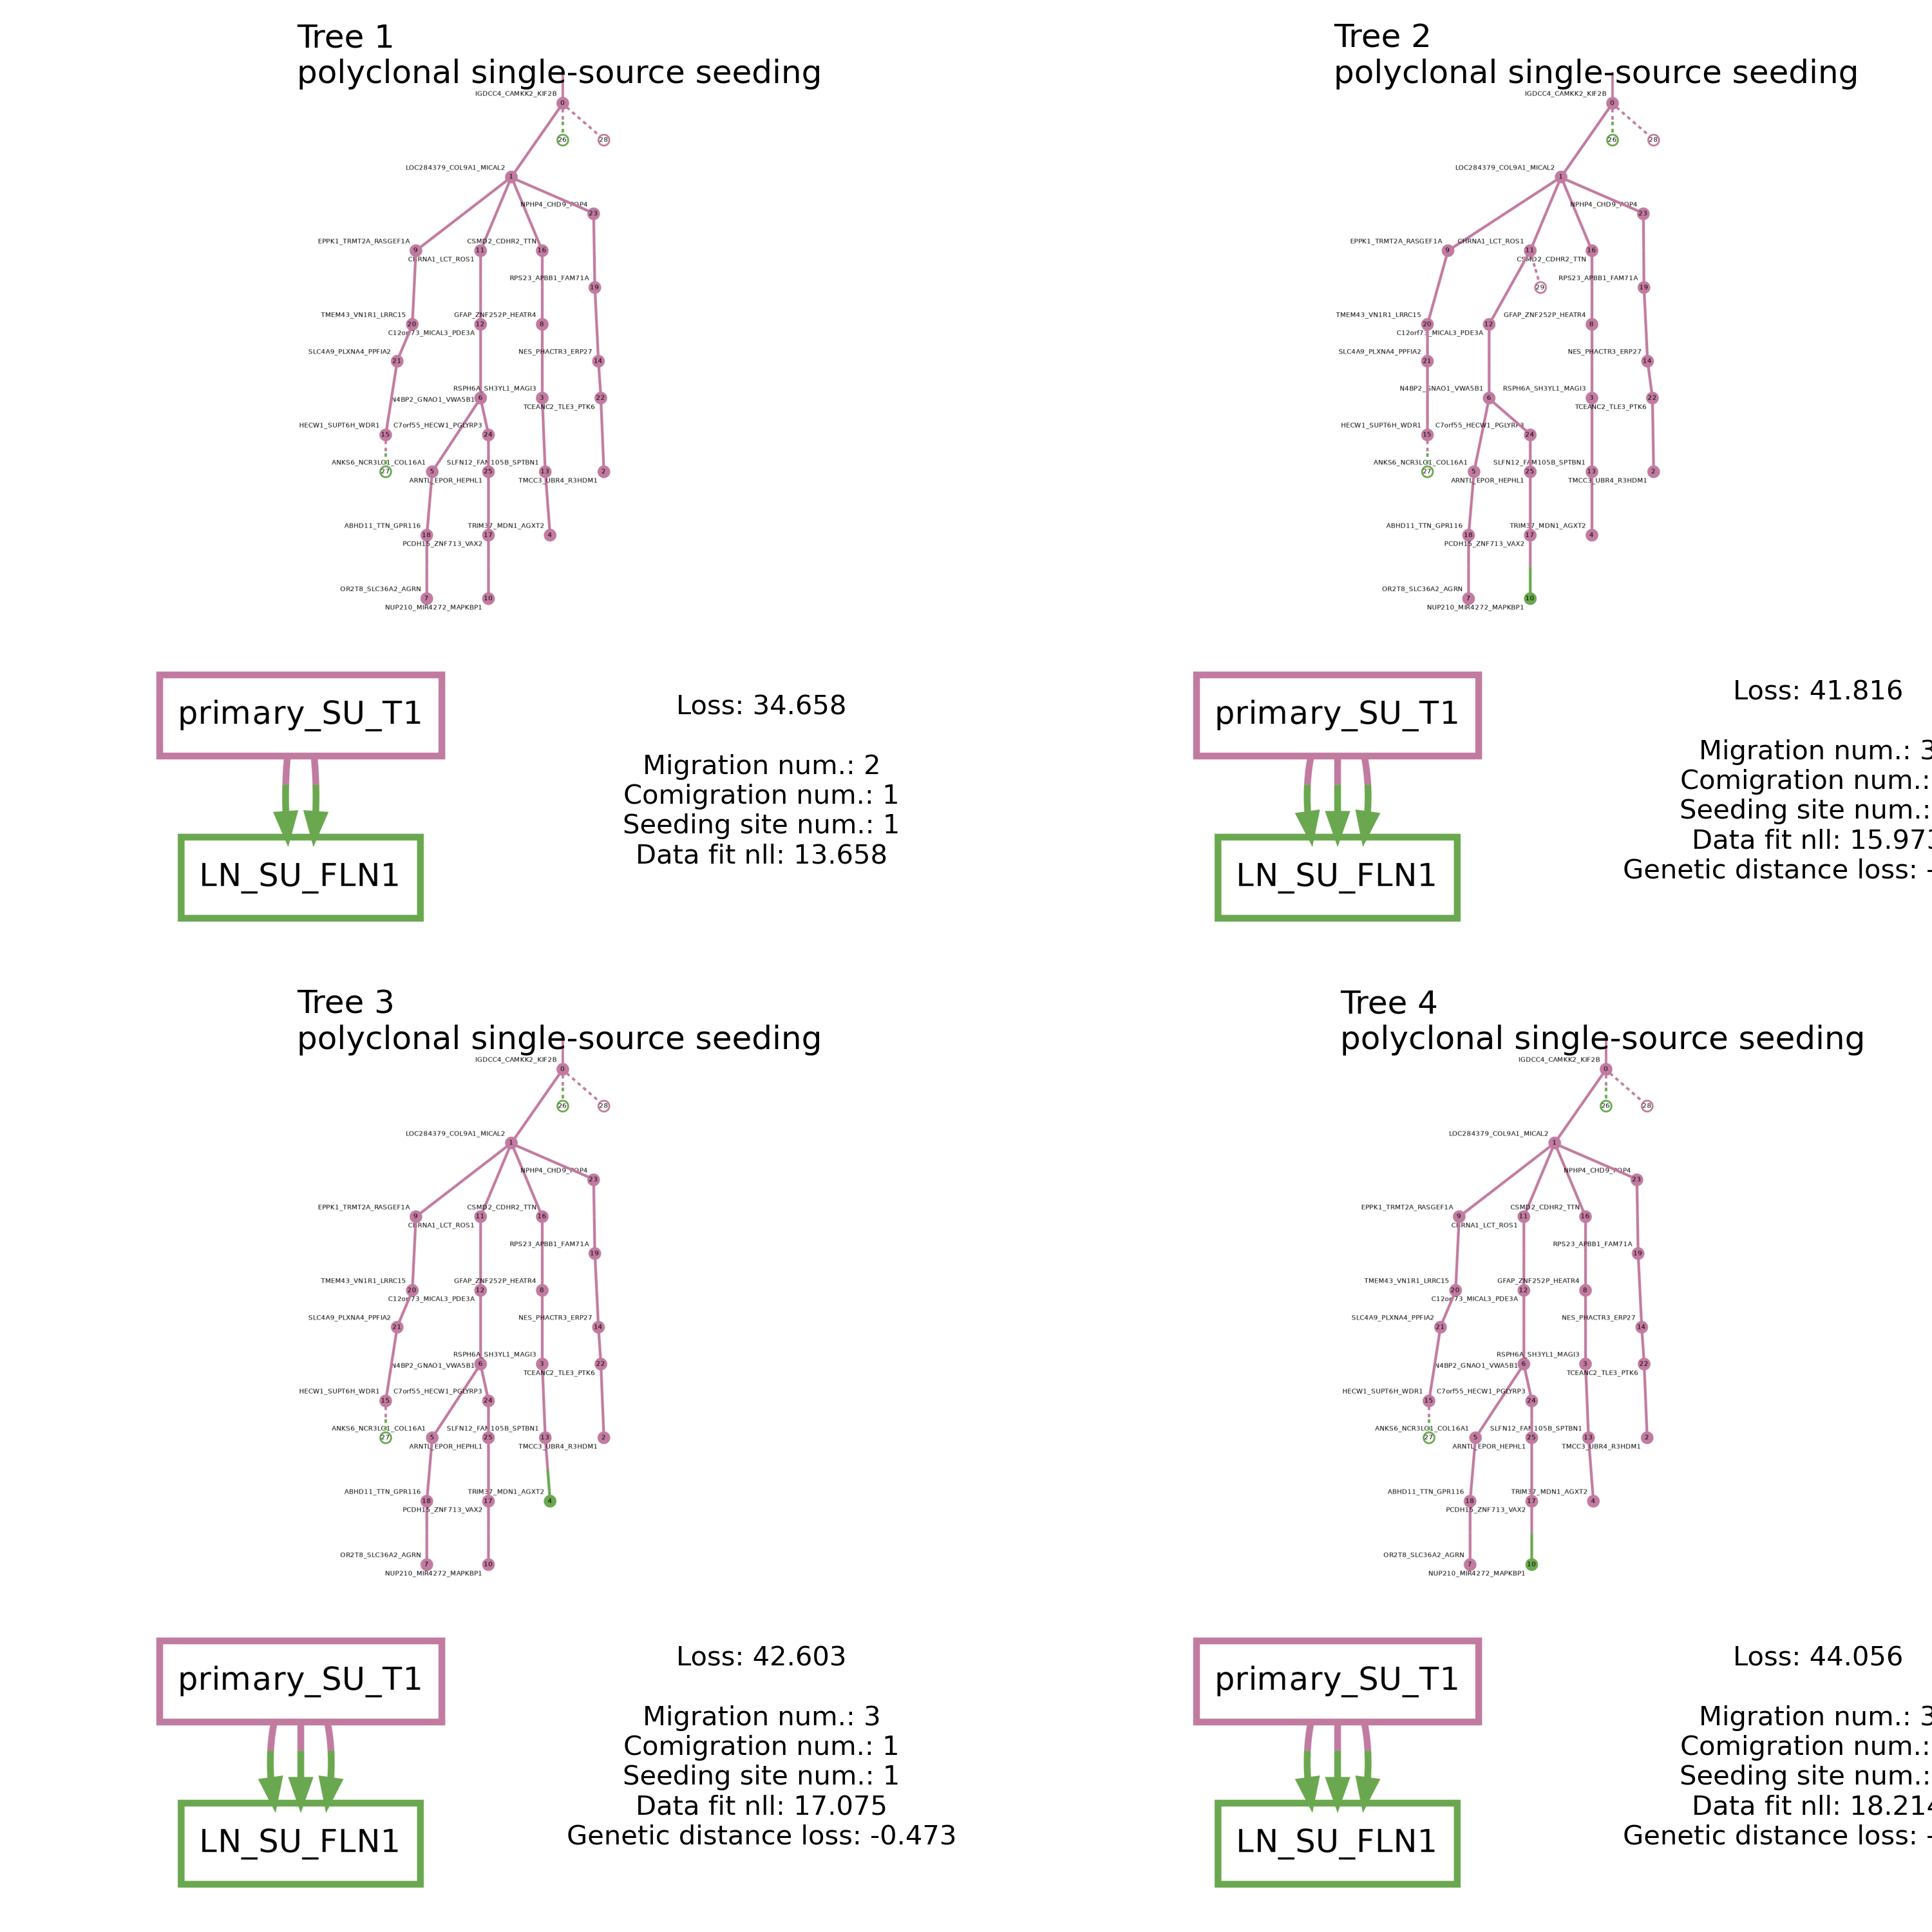 Tree 1
polyclonal single-source seeding
IGDCC4_CAMKK2_KIF2B
0
26
28
LOC284379_COL9A1_MICAL2
1
23
EPPK1_TRMT2A_RASGEF1A
9
CSMD2_CDHR2_TTN
11
16
RPS23_APBB1_FAM71A
19
TMEM43_VN1R1_LRRC15
20
GFAP_ZNF252P_HEATR4
12
8
SLC4A9_PLXNA4_PPFIA2
21
NES_PHACTR3_ERP27
14
RSPH6A_SH3YL1_MAGI3
N4BP2_GNAO1_VWA5B1
6
3
22
TCEANC2_TLE3_PTK6
HECW1_SUPT6H_WDR1
15
C7orf55_HECW1_PGLYRP3
24
ANKS6_NCR3LG1_COL16A1
27
5
SLFN12_FAM105B_SPTBN1
25
13
2
ARNTL_EPOR_HEPHL1
TMCC3_UBR4_R3HDM1
ABHD11_TTN_GPR116
18
TRIM37_MDN1_AGXT2
17
4
PCDH15_ZNF713_VAX2
OR2T8_SLC36A2_AGRN
7
10
NUP210_MIR4272_MAPKBP1
primary_SU_T1
LN_SU_FLN1
Loss: 34.658
Migration num.: 2
Comigration num.: 1
Seeding site num.: 1
Data fit nll: 13.658
Tree 2
polyclonal single-source seeding
IGDCC4_CAMKK2_KIF2B
0
26
28
LOC284379_COL9A1_MICAL2
1
23
EPPK1_TRMT2A_RASGEF1A
9
CHRNA1_LCT_ROS1
11
16
CSMD2_CDHR2_TTN
29
RPS23_APBB1_FAM71A
19
TMEM43_VN1R1_LRRC15
20
12
GFAP_ZNF252P_HEATR4
8
C12orf73_MICAL3_PDE3A
SLC4A9_PLXNA4_PPFIA2
21
NES_PHACTR3_ERP27
14
N4BP2_GNAO1_VWA5B1
6
RSPH6A_SH3YL1_MAGI3
3
22
TCEANC2_TLE3_PTK6
HECW1_SUPT6H_WDR1
15
C7orf55_HECW1_PGLYRP3
24
ANKS6_NCR3LG1_COL16A1
27
5
SLFN12_FAM105B_SPTBN1
25
13
2
ARNTL_EPOR_HEPHL1
TMCC3_UBR4_R3HDM1
ABHD11_TTN_GPR116
18
TRIM37_MDN1_AGXT2
17
4
PCDH15_ZNF713_VAX2
OR2T8_SLC36A2_AGRN
7
10
NUP210_MIR4272_MAPKBP1
primary_SU_T1
LN_SU_FLN1
Loss: 41.816
Migration num.: 3
Comigration num.:
Seeding site num.:
Data fit nll: 15.973
Genetic distance loss: -
Tree 3
polyclonal single-source seeding
IGDCC4_CAMKK2_KIF2B
0
26
28
LOC284379_COL9A1_MICAL2
1
23
EPPK1_TRMT2A_RASGEF1A
9
CSMD2_CDHR2_TTN
11
16
RPS23_APBB1_FAM71A
19
TMEM43_VN1R1_LRRC15
20
GFAP_ZNF252P_HEATR4
12
8
SLC4A9_PLXNA4_PPFIA2
21
NES_PHACTR3_ERP27
14
RSPH6A_SH3YL1_MAGI3
N4BP2_GNAO1_VWA5B1
6
3
22
TCEANC2_TLE3_PTK6
HECW1_SUPT6H_WDR1
15
C7orf55_HECW1_PGLYRP3
24
ANKS6_NCR3LG1_COL16A1
27
5
SLFN12_FAM105B_SPTBN1
25
13
2
ARNTL_EPOR_HEPHL1
TMCC3_UBR4_R3HDM1
ABHD11_TTN_GPR116
18
TRIM37_MDN1_AGXT2
17
4
PCDH15_ZNF713_VAX2
OR2T8_SLC36A2_AGRN
7
10
NUP210_MIR4272_MAPKBP1
primary_SU_T1
LN_SU_FLN1
Loss: 42.603
Migration num.: 3
Comigration num.: 1
Seeding site num.: 1
Data fit nll: 17.075
Genetic distance loss: -0.473
Tree 4
polyclonal single-source seeding
IGDCC4_CAMKK2_KIF2B
0
26
28
LOC284379_COL9A1_MICAL2
1
23
EPPK1_TRMT2A_RASGEF1A
9
CSMD2_CDHR2_TTN
11
16
RPS23_APBB1_FAM71A
19
TMEM43_VN1R1_LRRC15
20
GFAP_ZNF252P_HEATR4
12
8
SLC4A9_PLXNA4_PPFIA2
21
NES_PHACTR3_ERP27
14
RSPH6A_SH3YL1_MAGI3
N4BP2_GNAO1_VWA5B1
6
3
22
TCEANC2_TLE3_PTK6
HECW1_SUPT6H_WDR1
15
C7orf55_HECW1_PGLYRP3
24
ANKS6_NCR3LG1_COL16A1
27
5
SLFN12_FAM105B_SPTBN1
25
13
2
ARNTL_EPOR_HEPHL1
TMCC3_UBR4_R3HDM1
ABHD11_TTN_GPR116
18
TRIM37_MDN1_AGXT2
17
4
PCDH15_ZNF713_VAX2
OR2T8_SLC36A2_AGRN
7
10
NUP210_MIR4272_MAPKBP1
primary_SU_T1
LN_SU_FLN1
Loss: 44.056
Migration num.: 3
Comigration num.:
Seeding site num.:
Data fit nll: 18.214
Genetic distance loss: -